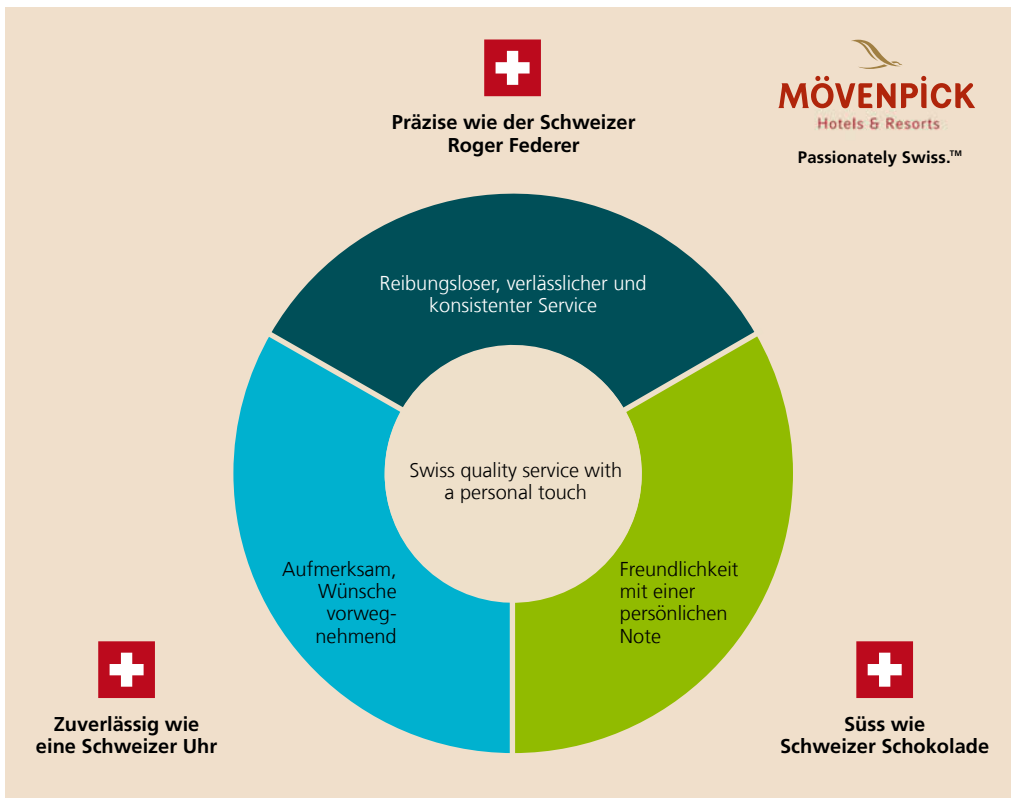 Präzise wie der Schweizer
Roger Federer
MÖVENPİCK
Hotels & Resorts
Passionately Swiss.™
Reibungsloser, verlässlicher und
konsistenter Service
Swiss quality service with
a personal touch
Aufmerksam,
Wünsche
vorweg-
nehmend
Freundlichkeit
mit einer
persönlichen
Note
Zuverlässig wie
eine Schweizer Uhr
Süss wie
Schweizer Schokolade